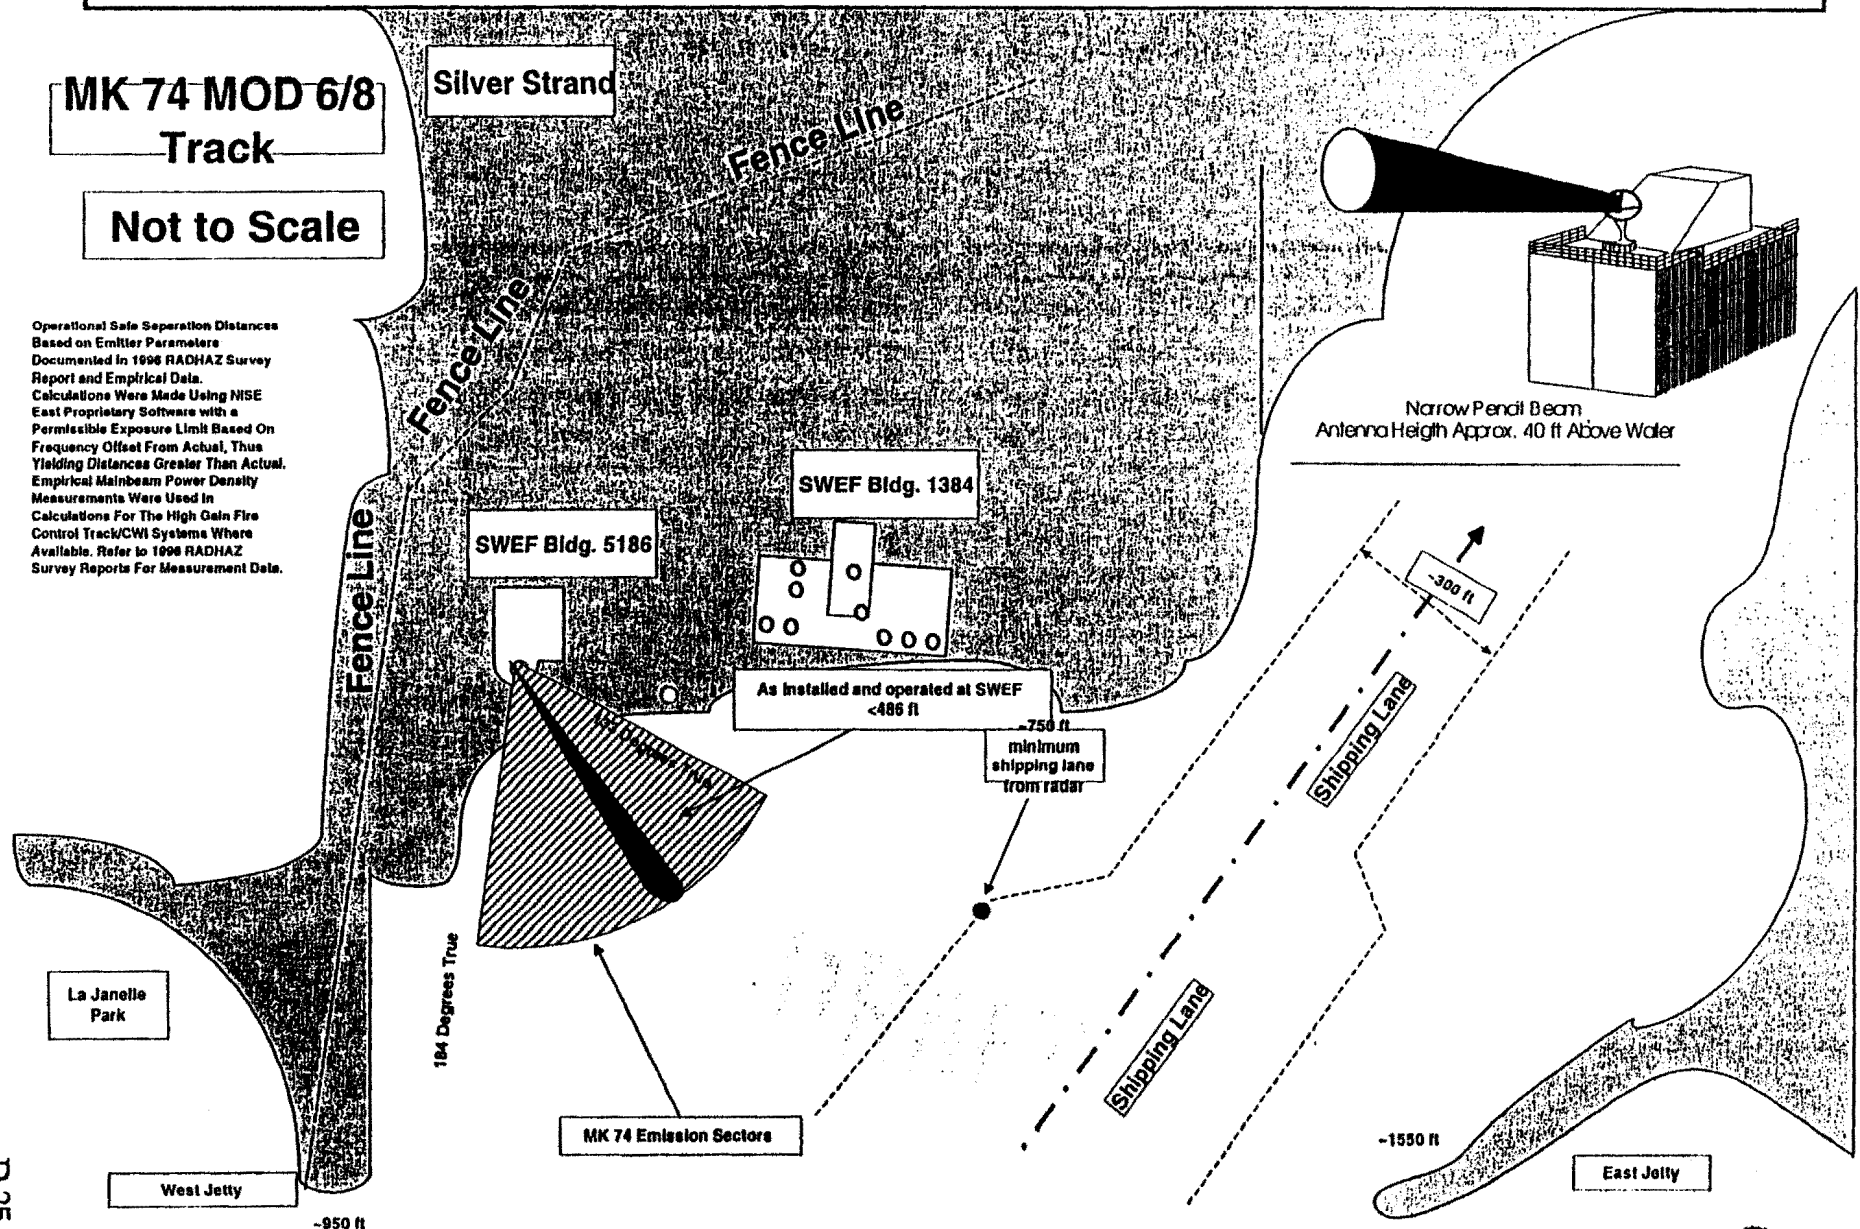 MK 74 MOD 6/8
Track
Not to Scale
Silver Strand
Fence Line
Fence Line
Fence Line
Operational Safe Separation Distances
Based on Emitter Parameters
Documented in 1996 RADHAZ Survey
Report and Empirical Data.
Calculations Were Made Using NISE
East Proprietary Software with a
Permissible Exposure Limit Based On
Frequency Offset From Actual, Thus
Yielding Distances Greater Than Actual.
Empirical Mainbeam Power Density
Measurements Were Used in
Calculations For The High Gain Fire
Control Track/CWI Systems Where
Available. Refer to 1996 RADHAZ
Survey Reports For Measurement Data.
Narrow Pencil Beam
Antenna Heigth Approx. 40 ft Above Water
SWEF Bldg. 1384
SWEF Bldg. 5186
~300 ft
As Installed and operated at SWEF
<486 ft
~750 ft
minimum
shipping lane
from radar
Degrees True
Shipping Lane
Shipping Lane
184 Degrees True
La Janelle
Park
MK 74 Emission Sectors
West Jetty
~950 ft
~1550 ft
East Jetty